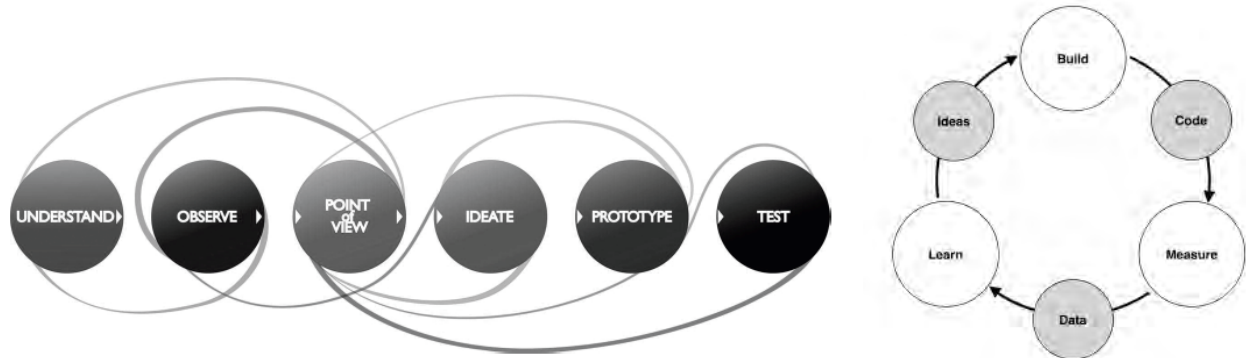 UNDERSTAND
OBSERVE
POINT
of
VIEW
IDEATE
PROTOTYPE
TEST
Build
Ideas
Code
Learn
Measure
Data